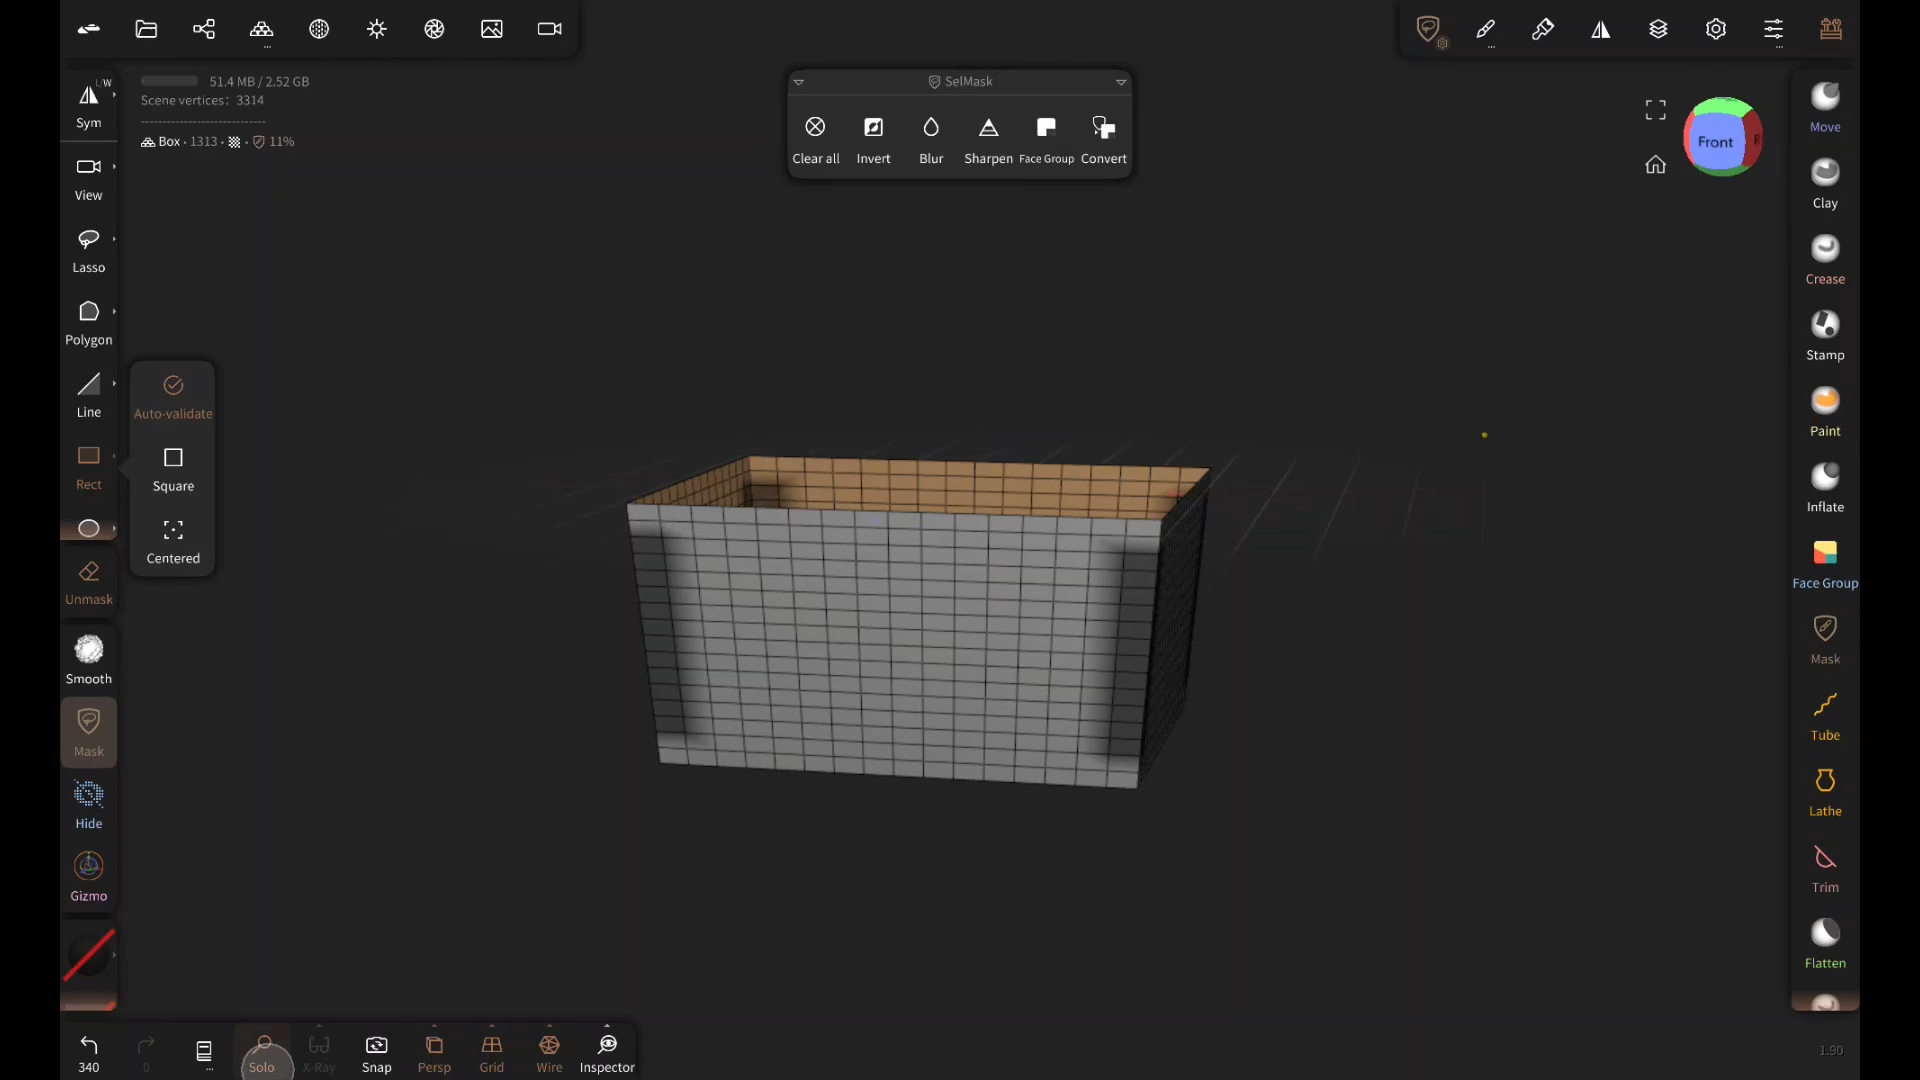 51.4 MB / 2.52 GB
Scene vertices: 3314
Box · 1313 · · 11%
L/W
Sym
View
Lasso
Polygon
Line
Rect
Auto-validate
Square
Centered
Unmask
Smooth
Mask
Hide
Gizmo
SelMask
Clear all
Invert
Blur
Sharpen
Face Group
Convert
Front
R
Move
Clay
Crease
Stamp
Paint
Inflate
Face Group
Mask
Tube
Lathe
Trim
Flatten
340
0
Solo
X-Ray
Snap
Persp
Grid
Wire
Inspector
1.90